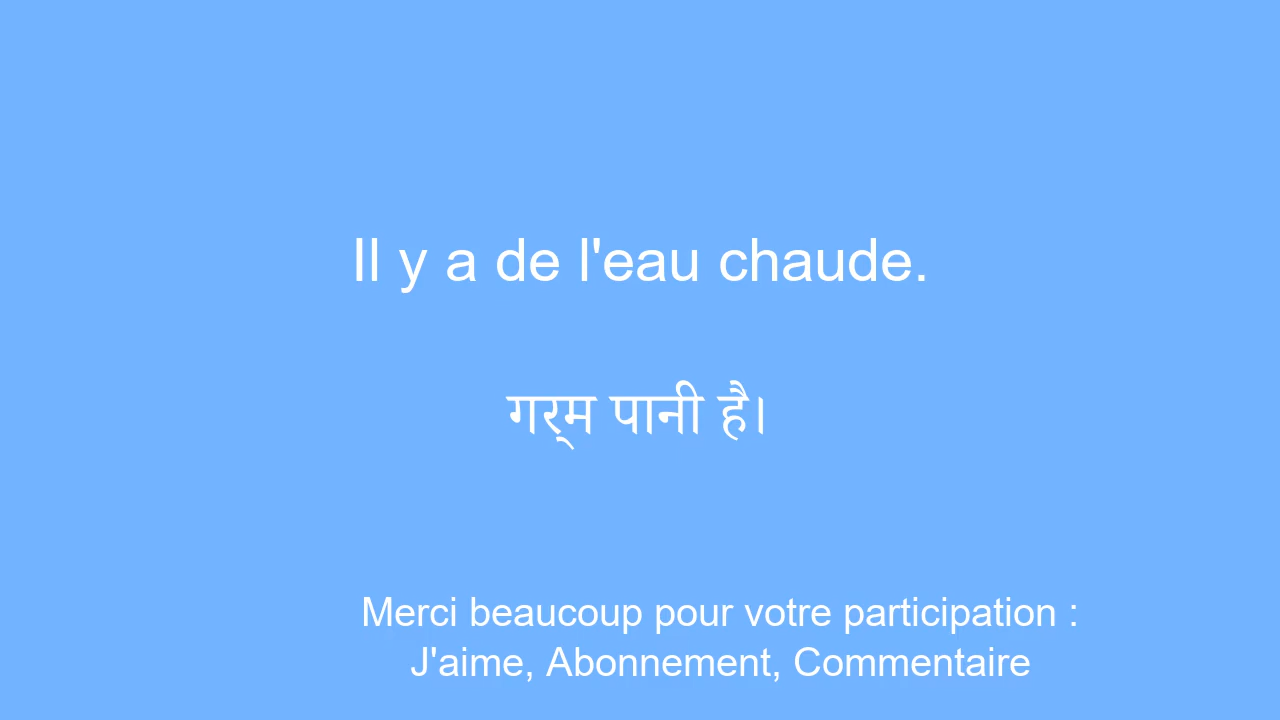 Il y a de l'eau chaude.
गर्म पानी है।
Merci beaucoup pour votre participation :
J'aime, Abonnement, Commentaire